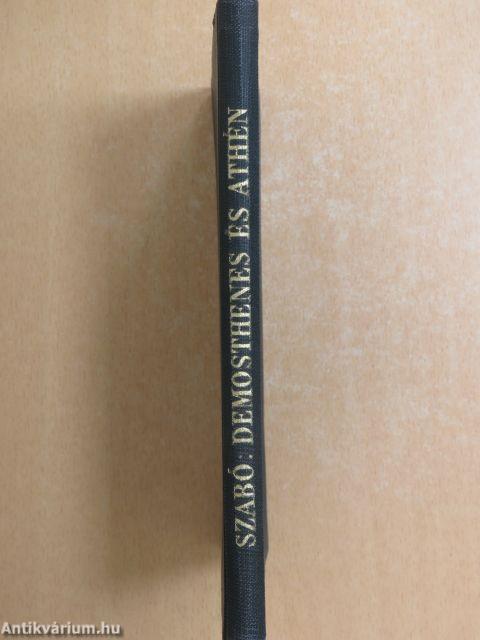 SZABÓ: DEMOSTHENES ÉS ATHÉN
Antikvárium.hu